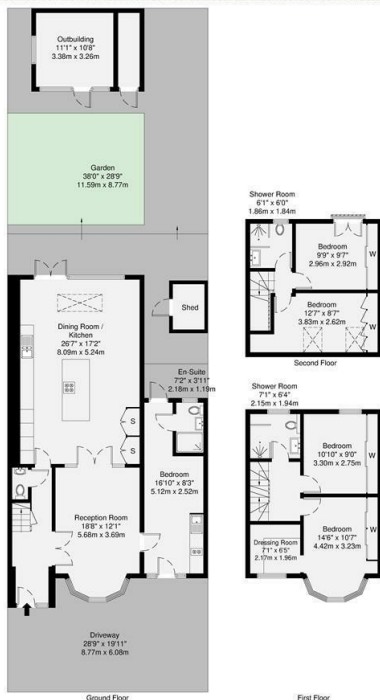 Outbuilding
11'1" x 10'8"
3.38m x 3.26m
Garden
38'0" x 28'9"
11.59m x 8.77m
Shed
Dining Room /
Kitchen
26'7" x 17'2"
8.09m x 5.24m
En-Suite
7'2" x 3'11"
2.18m x 1.19m
S
S
Bedroom
16'10" x 8'3"
5.12m x 2.52m
Reception Room
18'8" x 12'1"
5.68m x 3.69m
Driveway
28'9" x 19'11"
8.77m x 6.08m
Ground Floor
Shower Room
6'1" x 6'0"
1.86m x 1.84m
Bedroom
9'9" x 9'7"
2.96m x 2.92m
W
Bedroom
12'7" x 8'7"
3.83m x 2.62m
W
Second Floor
Shower Room
7'1" x 6'4"
2.15m x 1.94m
Bedroom
10'10" x 9'0"
3.30m x 2.75m
Bedroom
14'6" x 10'7"
4.42m x 3.23m
W
Dressing Room
7'1" x 6'5"
2.17m x 1.96m
First Floor